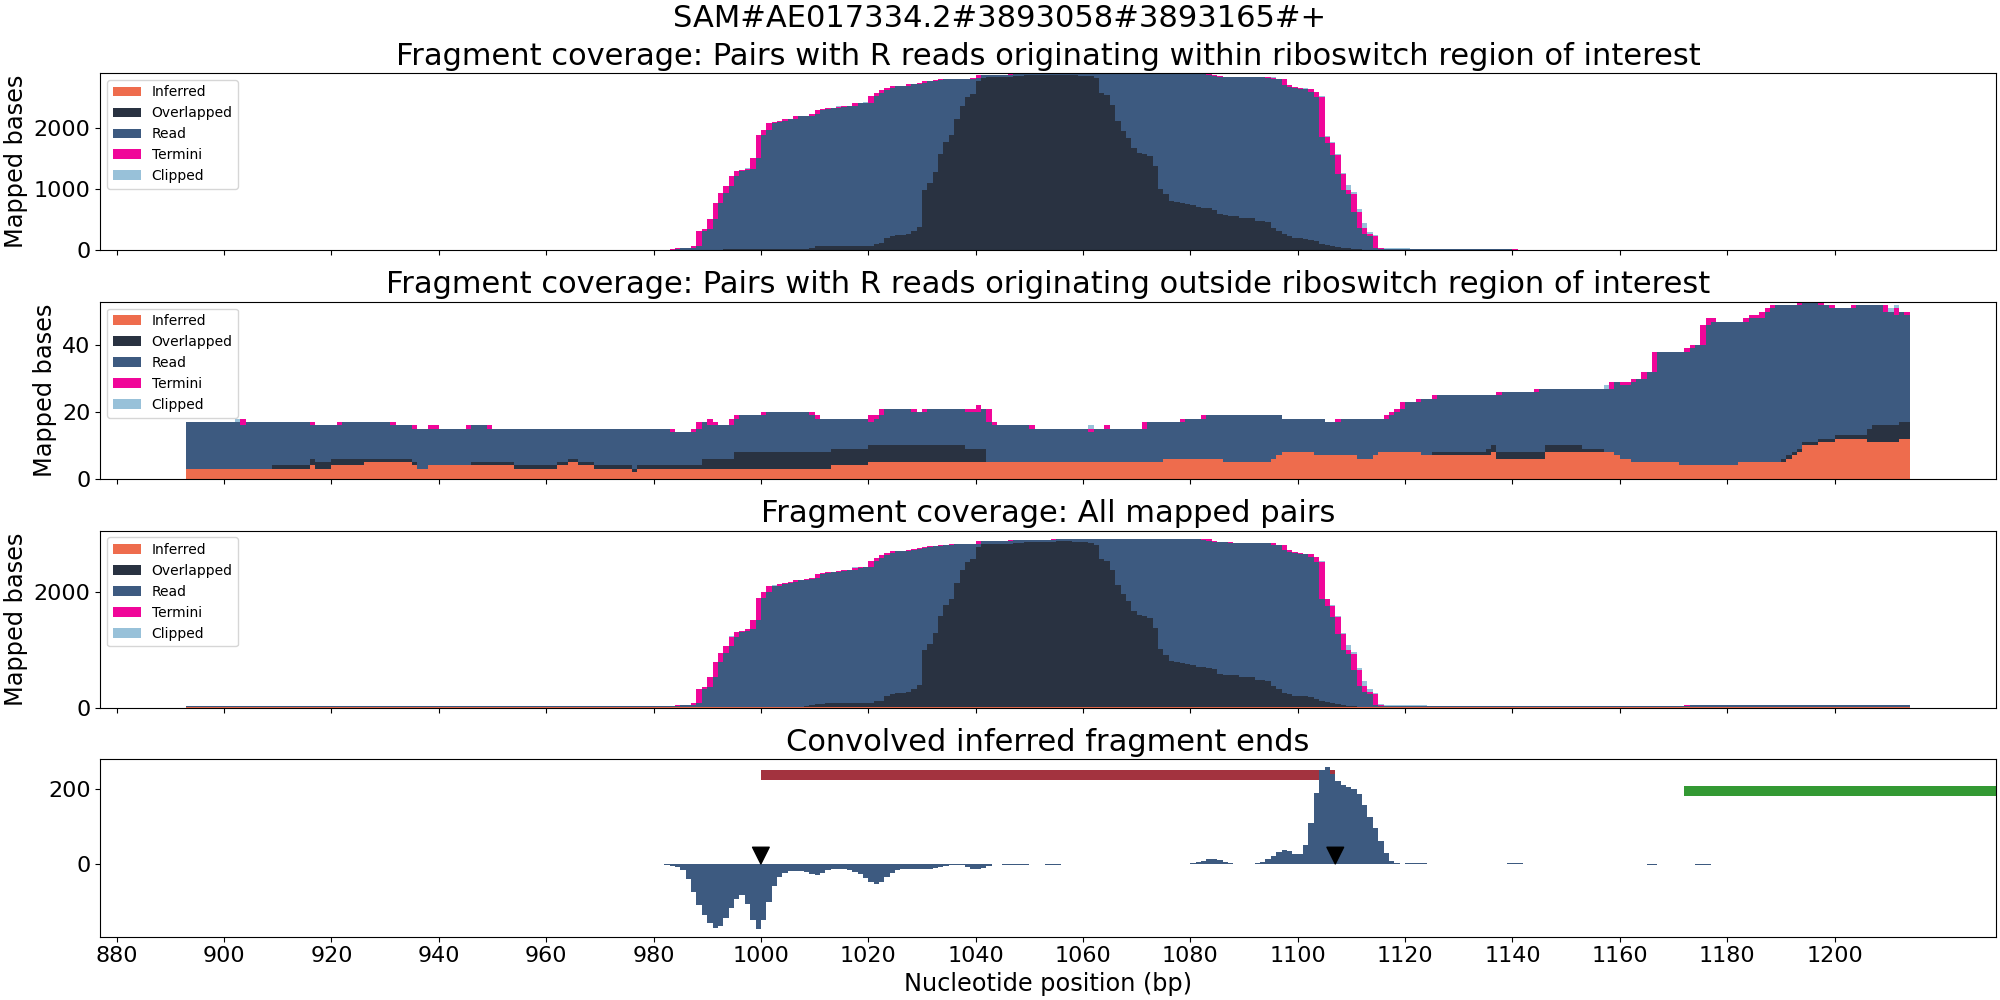 SAM#AE017334.2#3893058#3893165#+
Fragment coverage: Pairs with R reads originating within riboswitch region of interest
Mapped bases
2000
1000
0
Inferred
Overlapped
Read
Termini
Clipped
Fragment coverage: Pairs with R reads originating outside riboswitch region of interest
Mapped bases
40
20
0
Inferred
Overlapped
Read
Termini
Clipped
Fragment coverage: All mapped pairs
Mapped bases
2000
0
Inferred
Overlapped
Read
Termini
Clipped
Convolved inferred fragment ends
200
0
880 900 920 940 960 980 1000 1020 1040 1060 1080 1100 1120 1140 1160 1180 1200
Nucleotide position (bp)